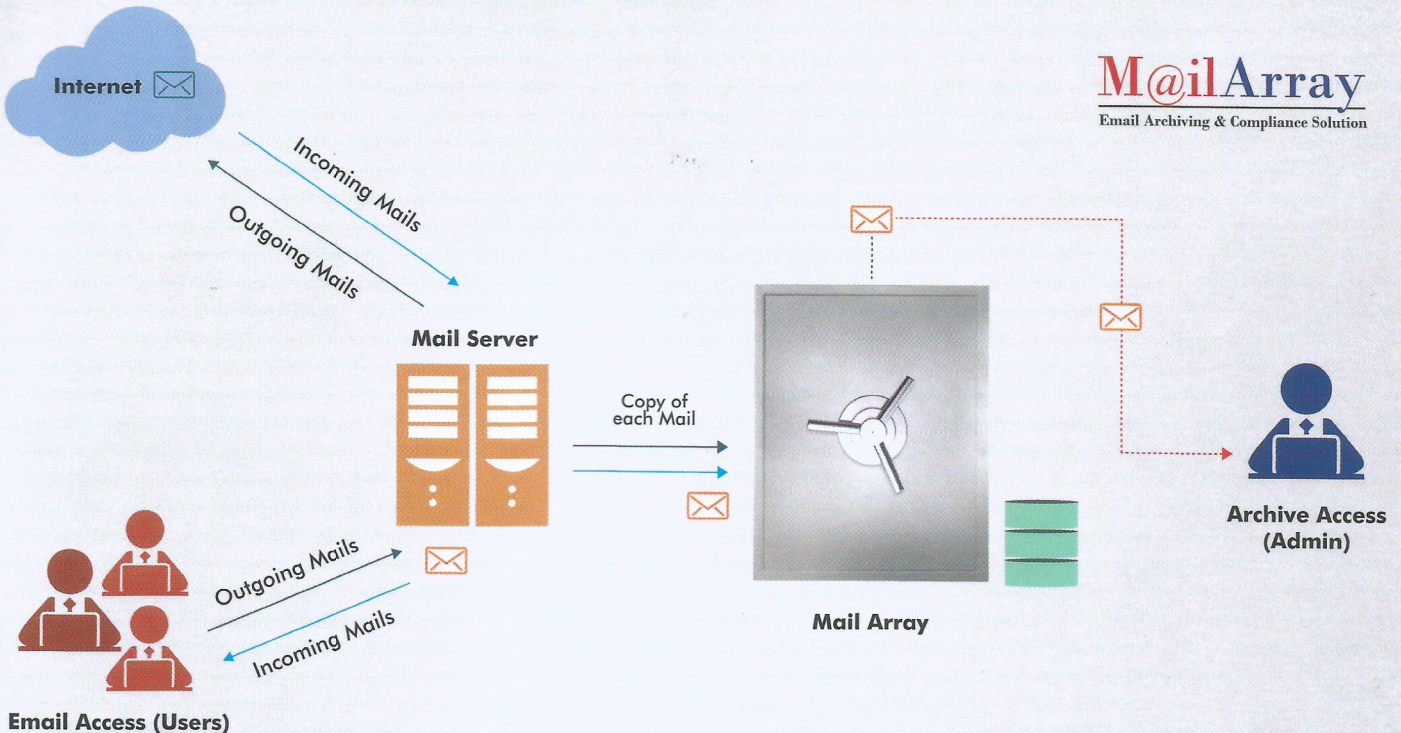 Internet
M@ilArray
Email Archiving & Compliance Solution
Incoming Mails
Outgoing Mails
Mail Server
Copy of
each Mail
Archive Access
(Admin)
Outgoing Mails
Incoming Mails
Mail Array
Email Access (Users)